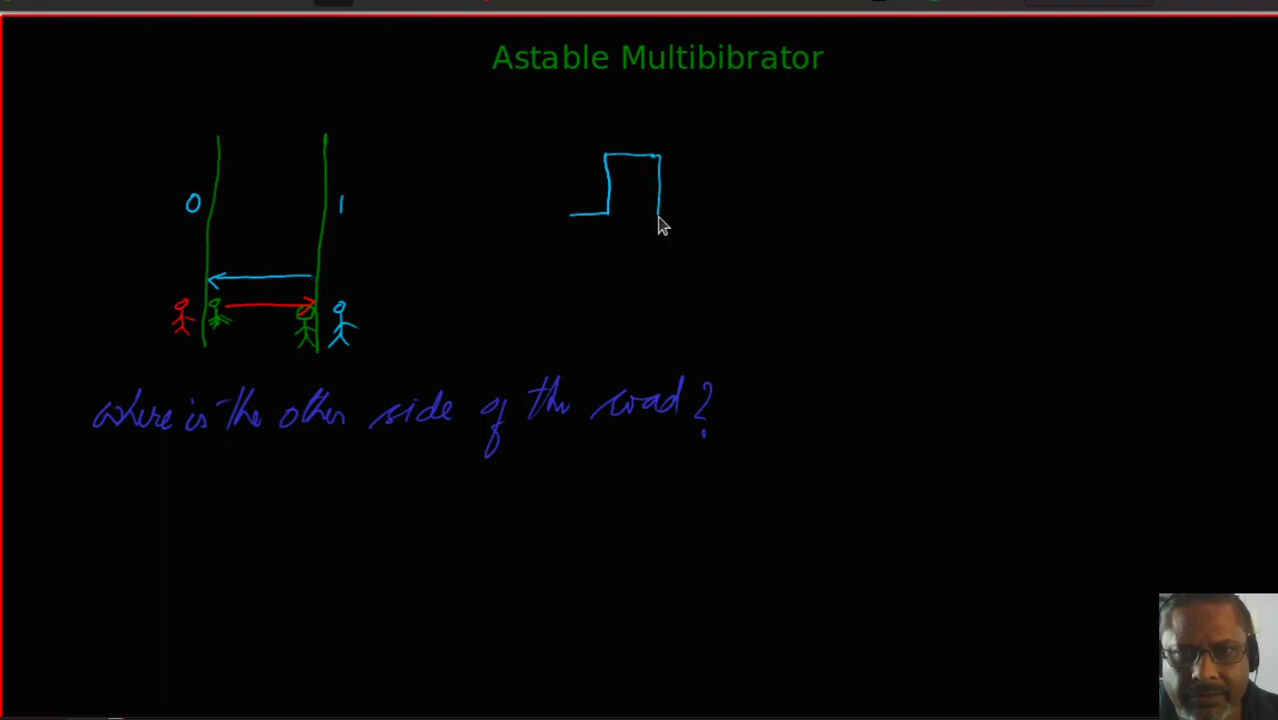 Astable Multibibrator
0 1
where is the other side of the road?